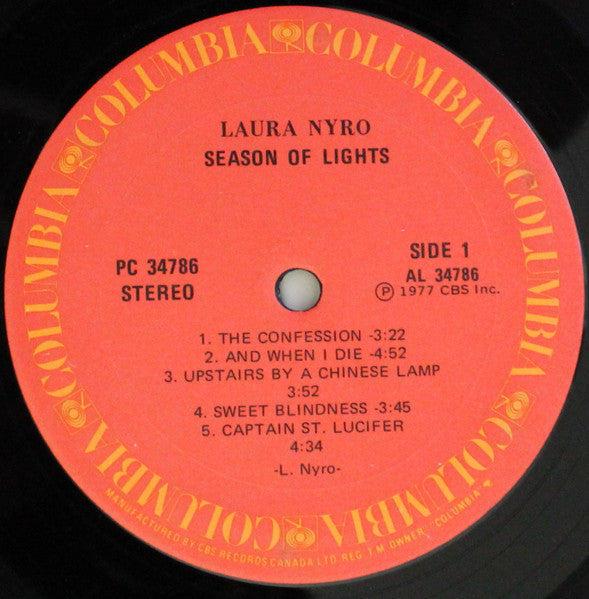 COLUMBIA COLUMBIA COLUMBIA COLUMBIA COLUMBIA COLUMBIA
LAURA NYRO
SEASON OF LIGHTS
PC 34786
STEREO
SIDE 1
AL 34786
Ⓟ 1977 CBS Inc.
1. THE CONFESSION -3:22
2. AND WHEN I DIE -4:52
3. UPSTAIRS BY A CHINESE LAMP
3:52
4. SWEET BLINDNESS -3:45
5. CAPTAIN ST. LUCIFER
4:34
-L. Nyro-
MANUFACTURED BY CBS RECORDS CANADA LTD. REG. T.M. OWNER - COLUMBIA